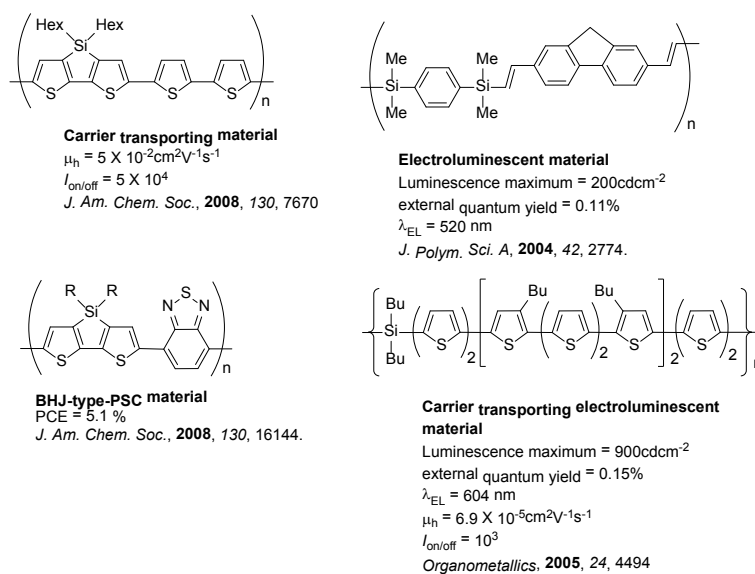 Hex Hex
Si
S S S S
n
Carrier transporting material
μh = 5 X 10-2cm2V-1s-1
Ion/off = 5 X 104
J. Am. Chem. Soc., 2008, 130, 7670
Me Me
Si Si
Me Me
n
Electroluminescent material
Luminescence maximum = 200cdcm-2
external quantum yield = 0.11%
λEL = 520 nm
J. Polym. Sci. A, 2004, 42, 2774.
R R
Si
S
N N
S S
n
BHJ-type-PSC material
PCE = 5.1 %
J. Am. Chem. Soc., 2008, 130, 16144.
Bu Bu Bu
Si
Bu
S S S S S
2 2 2 2
Carrier transporting electroluminescent
material
Luminescence maximum = 900cdcm-2
external quantum yield = 0.15%
λEL = 604 nm
μh = 6.9 X 10-5cm2V-1s-1
Ion/off = 103
Organometallics, 2005, 24, 4494